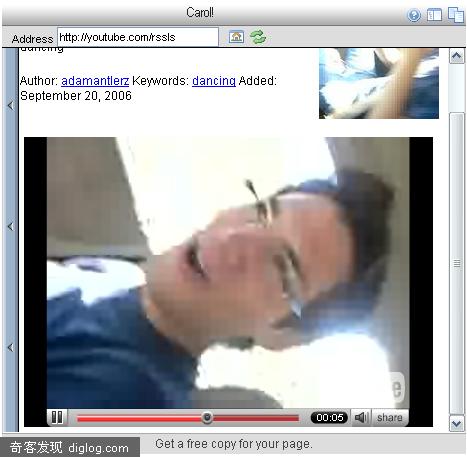 Carol!
Address http://youtube.com/rssls
dancing
Author: adamantlerz Keywords: dancing Added:
September 20, 2006
e
00:05 share
奇客发现 diglog.com
Get a free copy for your page.